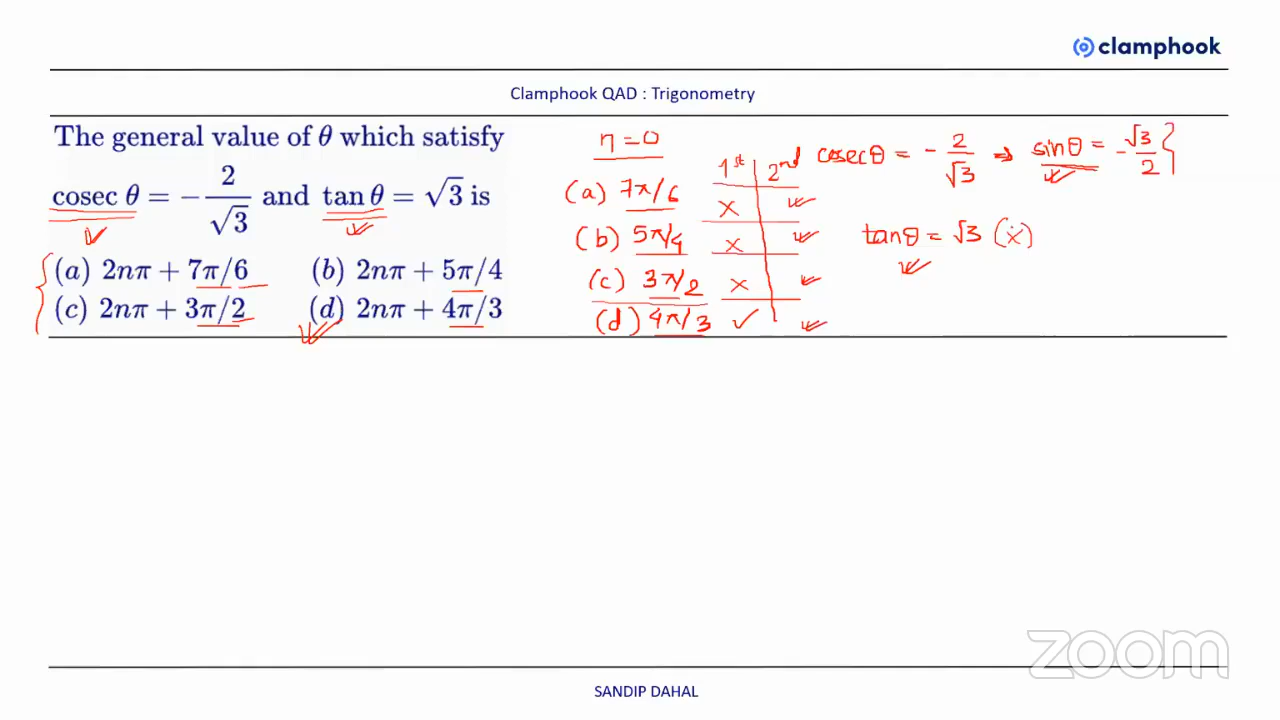 clamphook
Clamphook QAD : Trigonometry
The general value of θ which satisfy
cosec θ = − 2/√3 and tan θ = √3 is
(a) 2nπ + 7π/6 (b) 2nπ + 5π/4
(c) 2nπ + 3π/2 (d) 2nπ + 4π/3
η = 0
1st 2nd
(a) 7π/6 × ✓
(b) 5π/4 × ✓
(c) 3π/2 × ✓
(d) 4π/3 ✓ ✓
cosecθ = - 2/√3 ⇒ sinθ = -√3/2
tanθ = √3 (×)
zoom
SANDIP DAHAL